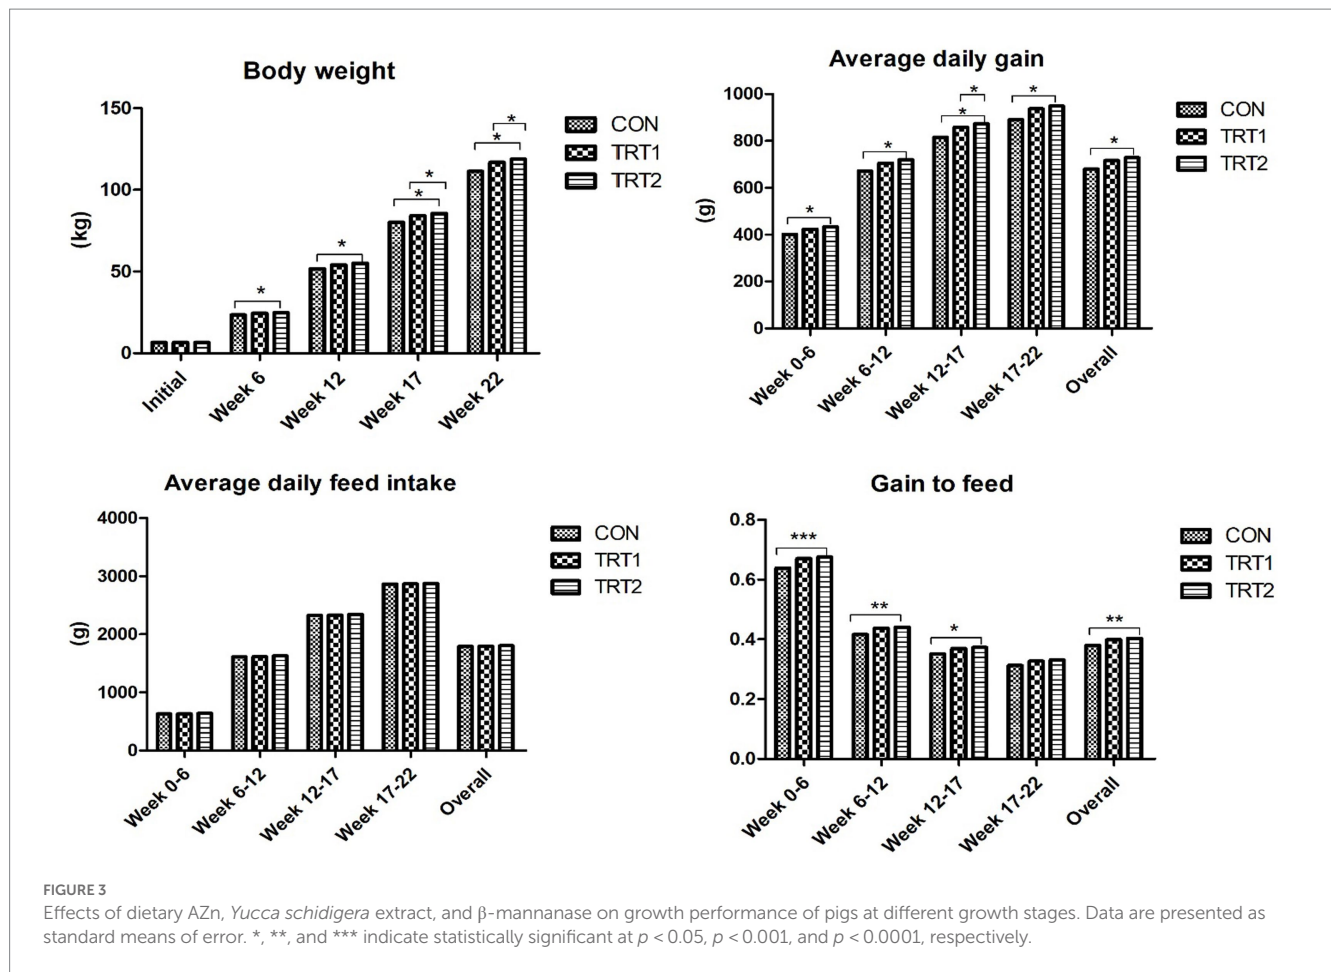 Body weight
150
100
50
0
(kg)
*
*
*
*
*
*
Initial
Week 6
Week 12
Week 17
Week 22
CON
TRT1
TRT2
Average daily gain
1000
800
600
400
200
0
(g)
*
*
*
*
*
*
Week 0-6
Week 6-12
Week 12-17
Week 17-22
Overall
CON
TRT1
TRT2
Average daily feed intake
4000
3000
2000
1000
0
(g)
Week 0-6
Week 6-12
Week 12-17
Week 17-22
Overall
CON
TRT1
TRT2
Gain to feed
0.8
0.6
0.4
0.2
0.0
***
**
*
**
Week 0-6
Week 6-12
Week 12-17
Week 17-22
Overall
CON
TRT1
TRT2
FIGURE 3
Effects of dietary AZn, Yucca schidigera extract, and β-mannanase on growth performance of pigs at different growth stages. Data are presented as
standard means of error. *, **, and *** indicate statistically significant at p < 0.05, p < 0.001, and p < 0.0001, respectively.